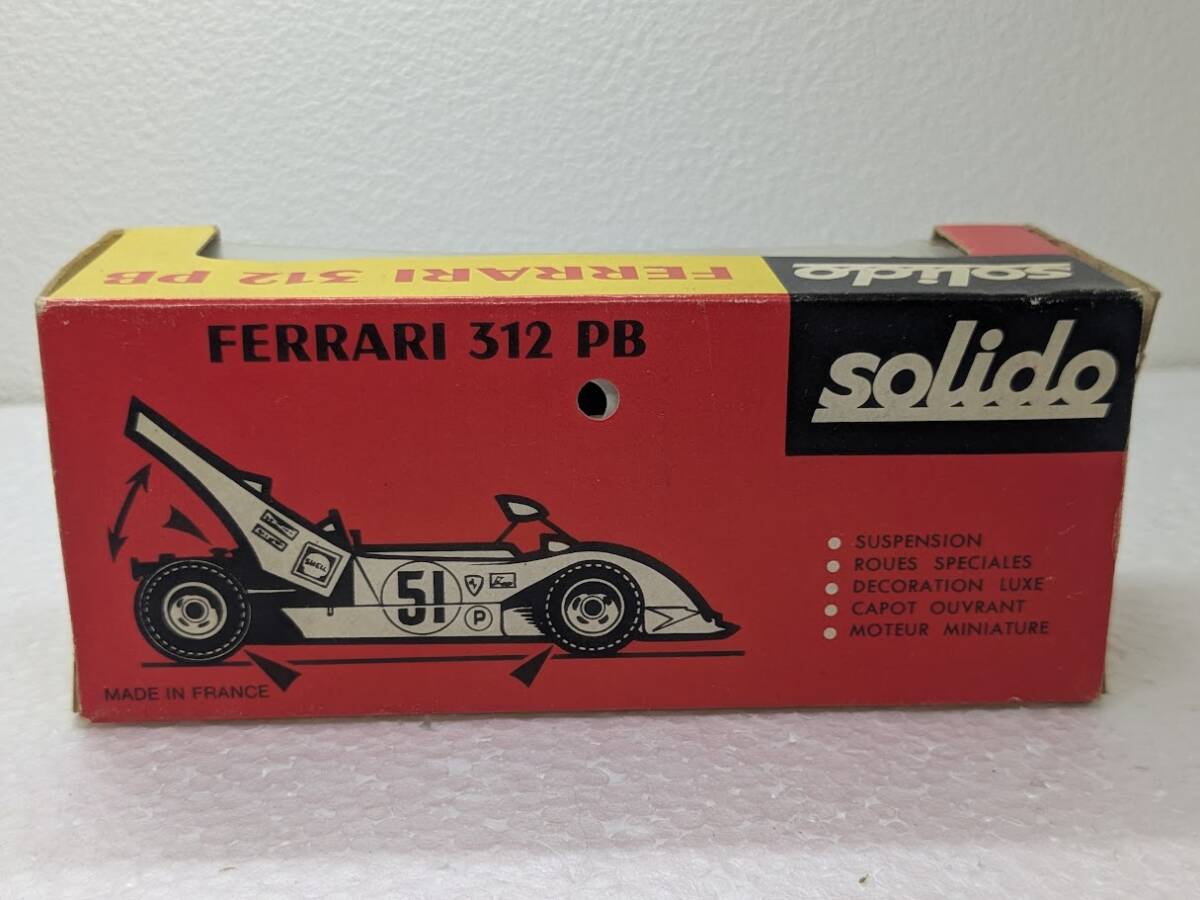 FERRARI 312 PB
solido
FERRARI 312 PB
solido
SUSPENSION
ROUES SPECIALES
DECORATION LUXE
CAPOT OUVRANT
MOTEUR MINIATURE
SHELL
51
P
MADE IN FRANCE